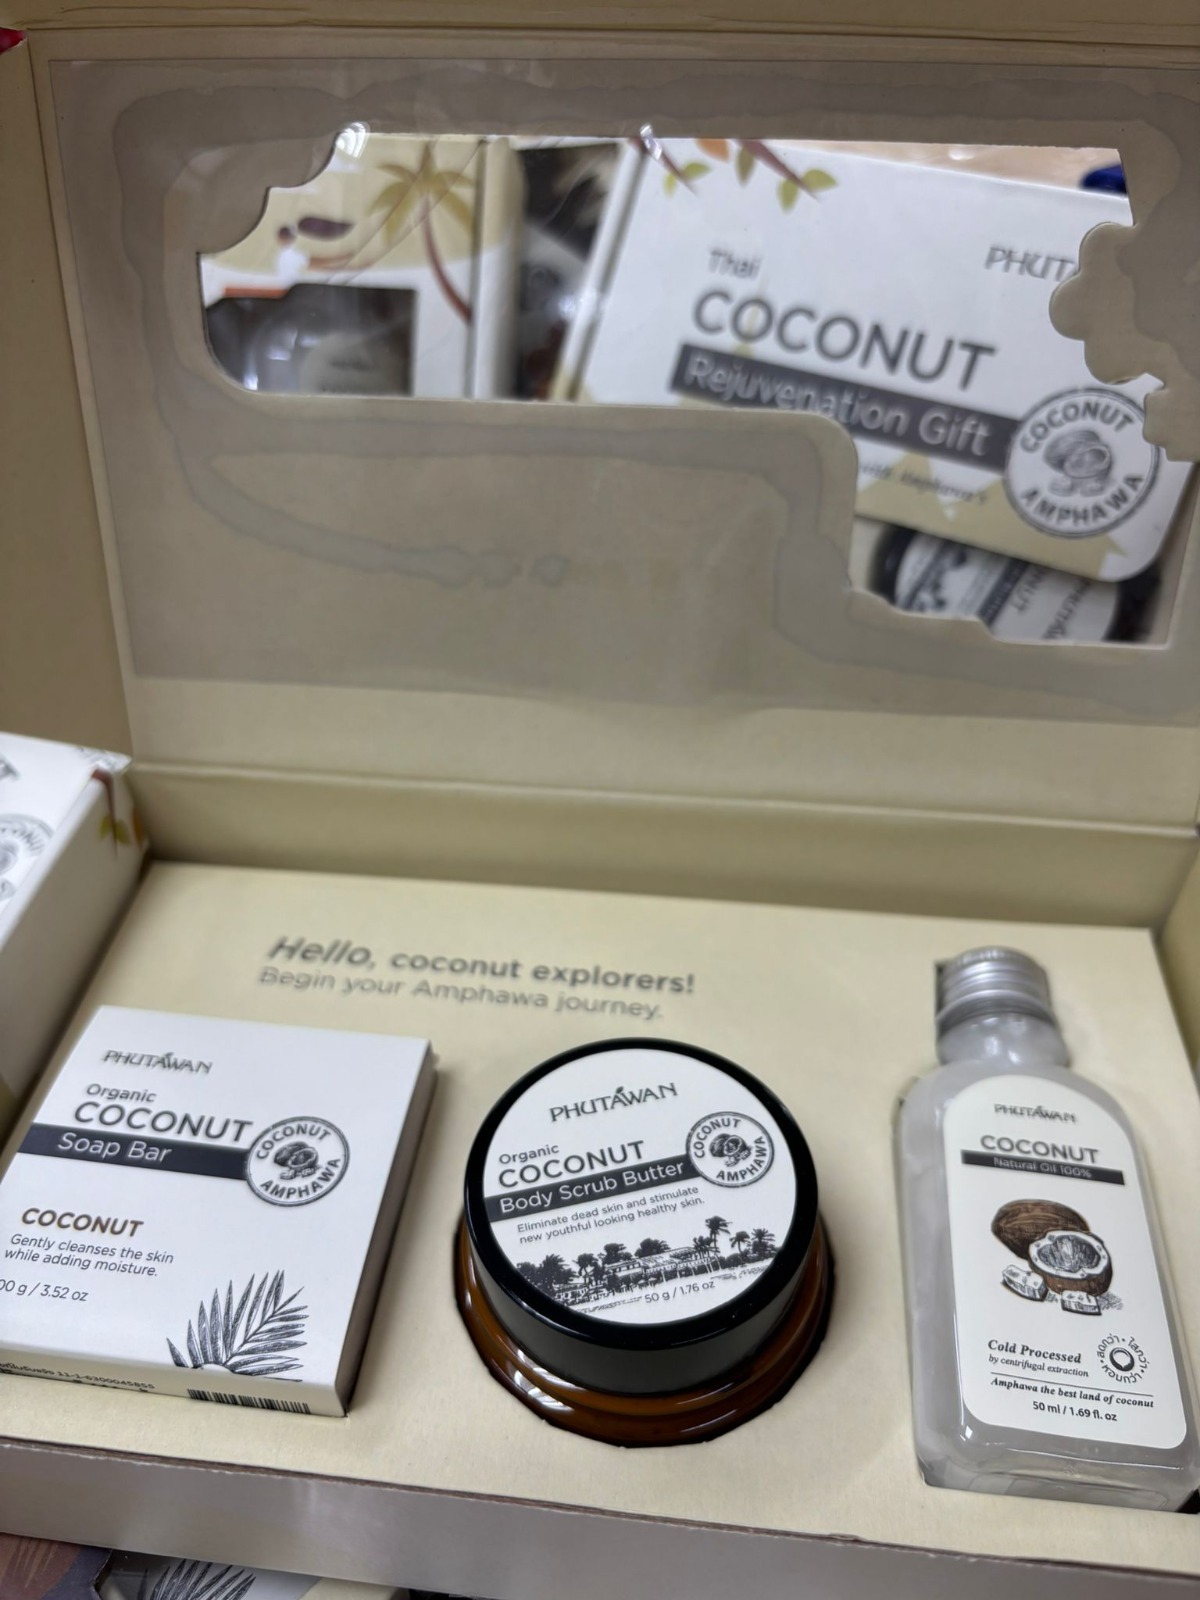 Thai
PHUT
COCONUT
Rejuvenation Gift
COCONUT
AMPHAWA
Hello, coconut explorers!
Begin your Amphawa journey.
PHUTAWAN
Organic
COCONUT
Soap Bar
COCONUT
AMPHAWA
COCONUT
Gently cleanses the skin
while adding moisture.
00 g / 3.52 oz
11-1-6300045855
PHUTAWAN
Organic
COCONUT
Body Scrub Butter
COCONUT
AMPHAWA
Eliminate dead skin and stimulate
new youthful looking healthy skin.
50 g / 1.76 oz
PHUTAWAN
COCONUT
Natural Oil 100%
Cold Processed
by centrifugal extraction
Amphawa the best land of coconut
50 ml / 1.69 fl. oz